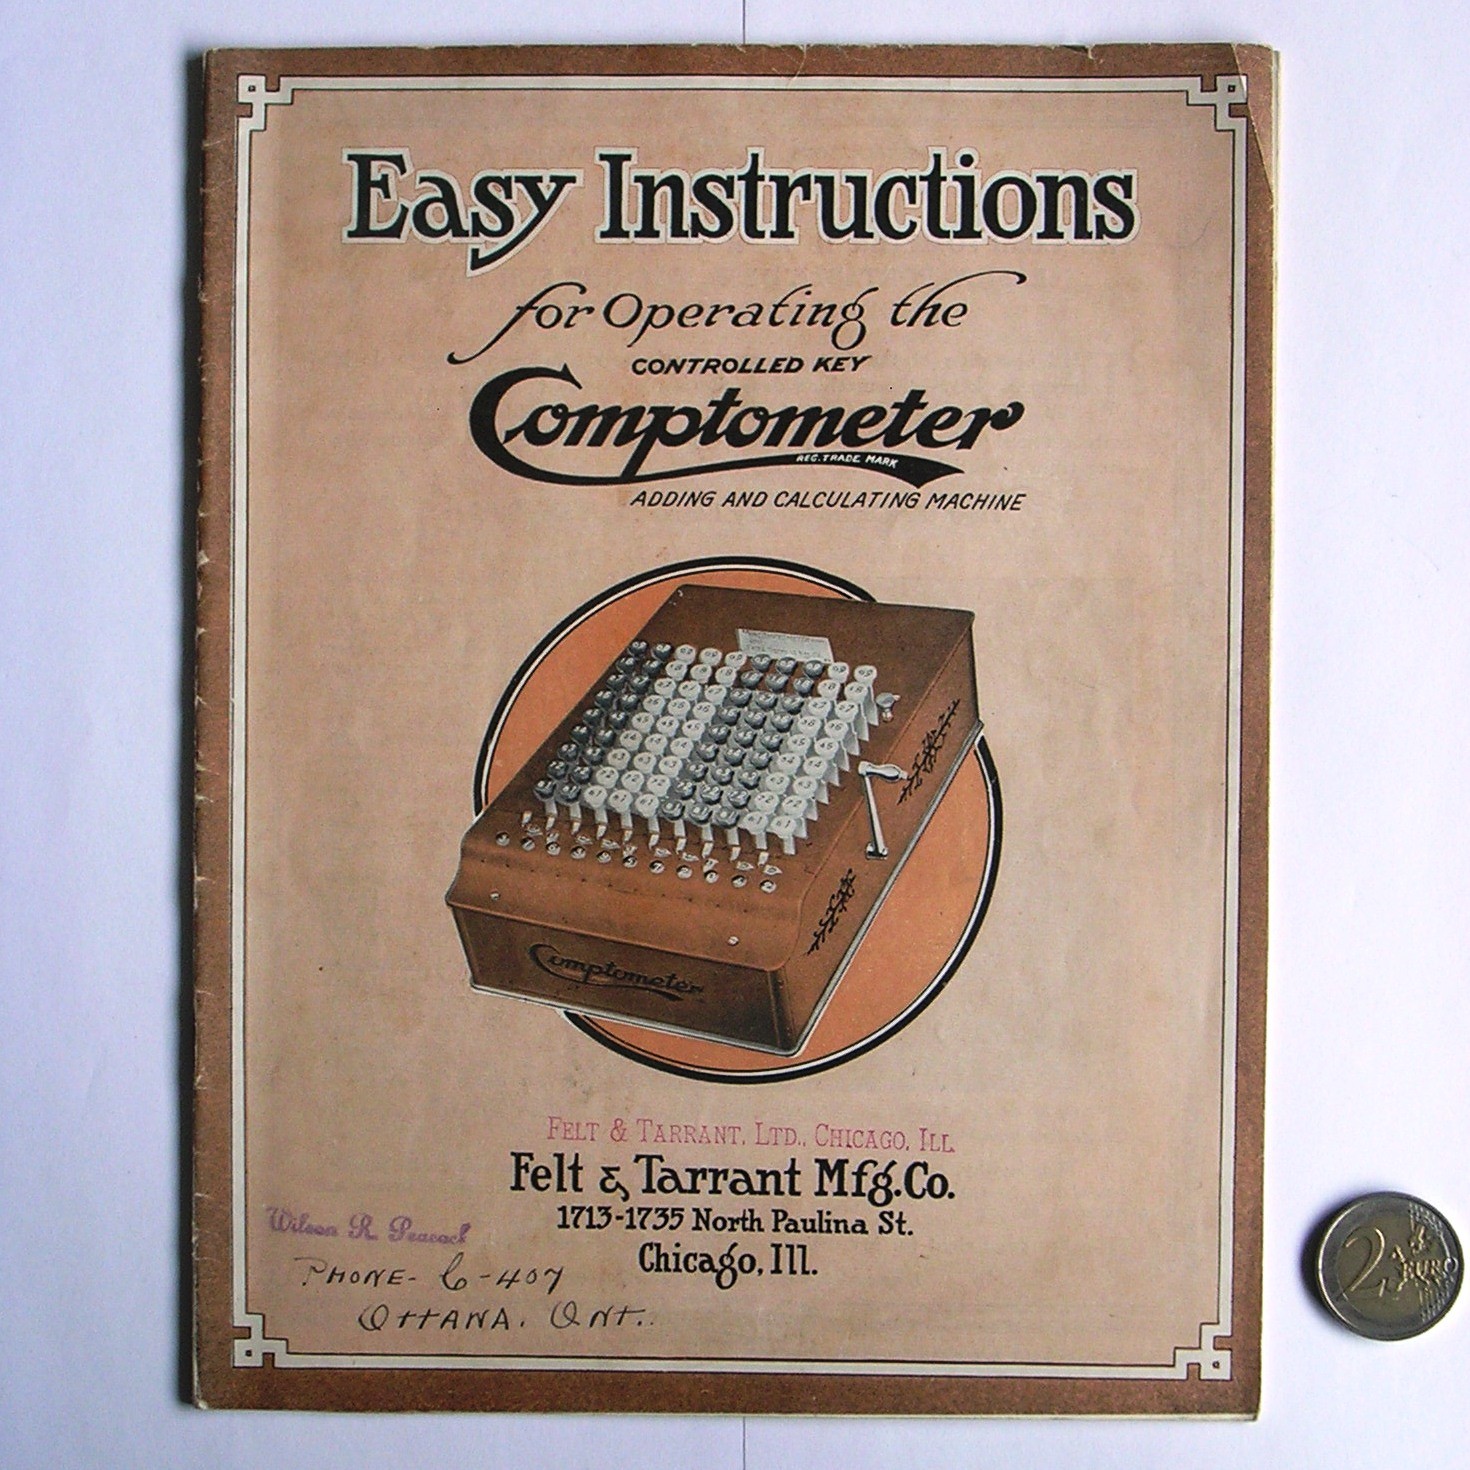 Easy Instructions
for Operating the
CONTROLLED KEY
Comptometer
REG. TRADE MARK
ADDING AND CALCULATING MACHINE
Comptometer
FELT & TARRANT, LTD., CHICAGO, ILL.
Felt & Tarrant Mfg. Co.
1713-1735 North Paulina St.
Chicago, Ill.
Wilson R. Peacock
PHONE- C-407
OTTAWA. ONT..
2 EURO